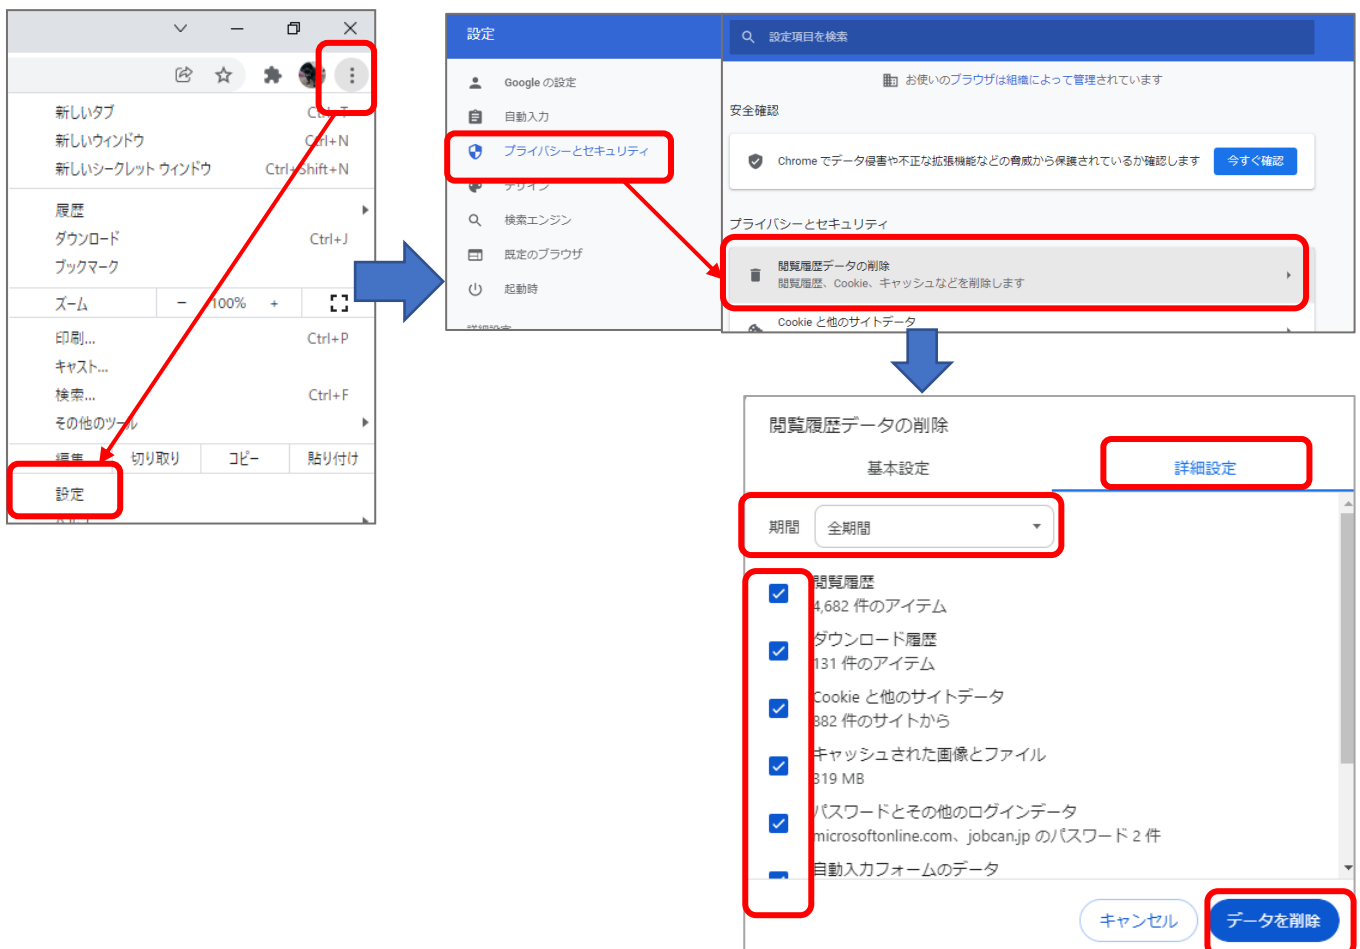 新しいタブ Ctrl+T
新しいウィンドウ Ctrl+N
新しいシークレット ウィンドウ Ctrl+Shift+N
履歴
ダウンロード Ctrl+J
ブックマーク
ズーム − 100% +
印刷... Ctrl+P
キャスト...
検索... Ctrl+F
その他のツール
編集 切り取り コピー 貼り付け
設定
設定
Google の設定
自動入力
プライバシーとセキュリティ
デザイン
検索エンジン
既定のブラウザ
起動時
詳細設定
設定項目を検索
お使いのブラウザは組織によって管理されています
安全確認
Chrome でデータ侵害や不正な拡張機能などの脅威から保護されているか確認します 今すぐ確認
プライバシーとセキュリティ
閲覧履歴データの削除
閲覧履歴、Cookie、キャッシュなどを削除します
Cookie と他のサイトデータ
閲覧履歴データの削除
基本設定 詳細設定
期間 全期間
閲覧履歴
4,682 件のアイテム
ダウンロード履歴
131 件のアイテム
Cookie と他のサイトデータ
882 件のサイトから
キャッシュされた画像とファイル
319 MB
パスワードとその他のログインデータ
microsoftonline.com、jobcan.jp のパスワード 2 件
自動入力フォームのデータ
キャンセル データを削除